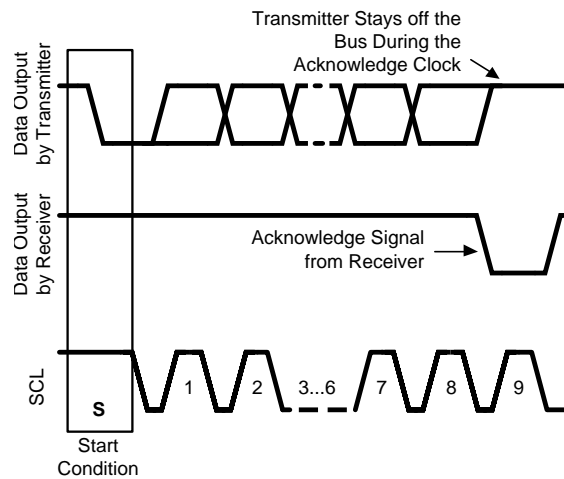 Transmitter Stays off the
Bus During the
Acknowledge Clock
Data Output
by Transmitter
Data Output
by Receiver
Acknowledge Signal
from Receiver
SCL
S
1
2
3...6
7
8
9
Start
Condition